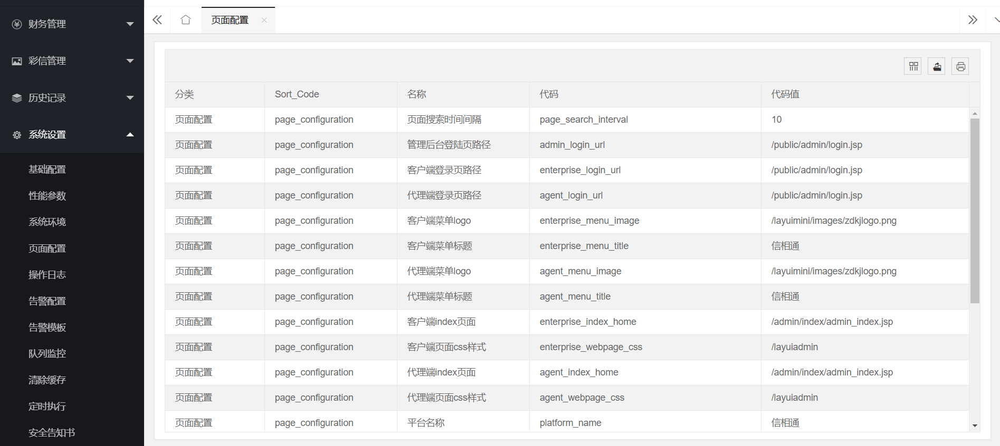 财务管理
彩信管理
历史记录
系统设置
基础配置
性能参数
系统环境
页面配置
操作日志
告警配置
告警模板
队列监控
清除缓存
定时执行
安全告知书
页面配置
分类 Sort_Code 名称 代码 代码值
页面配置 page_configuration 页面搜索时间间隔 page_search_interval 10
页面配置 page_configuration 管理后台登陆页路径 admin_login_url /public/admin/login.jsp
页面配置 page_configuration 客户端登录页路径 enterprise_login_url /public/admin/login.jsp
页面配置 page_configuration 代理端登录页路径 agent_login_url /public/admin/login.jsp
页面配置 page_configuration 客户端菜单logo enterprise_menu_image /layuimini/images/zdkjlogo.png
页面配置 page_configuration 客户端菜单标题 enterprise_menu_title 信相通
页面配置 page_configuration 代理端菜单logo agent_menu_image /layuimini/images/zdkjlogo.png
页面配置 page_configuration 代理端菜单标题 agent_menu_title 信相通
页面配置 page_configuration 客户端index页面 enterprise_index_home /admin/index/admin_index.jsp
页面配置 page_configuration 客户端页面css样式 enterprise_webpage_css /layuiadmin
页面配置 page_configuration 代理端index页面 agent_index_home /admin/index/admin_index.jsp
页面配置 page_configuration 代理端页面css样式 agent_webpage_css /layuiadmin
页面配置 page_configuration 平台名称 platform_name 信相通